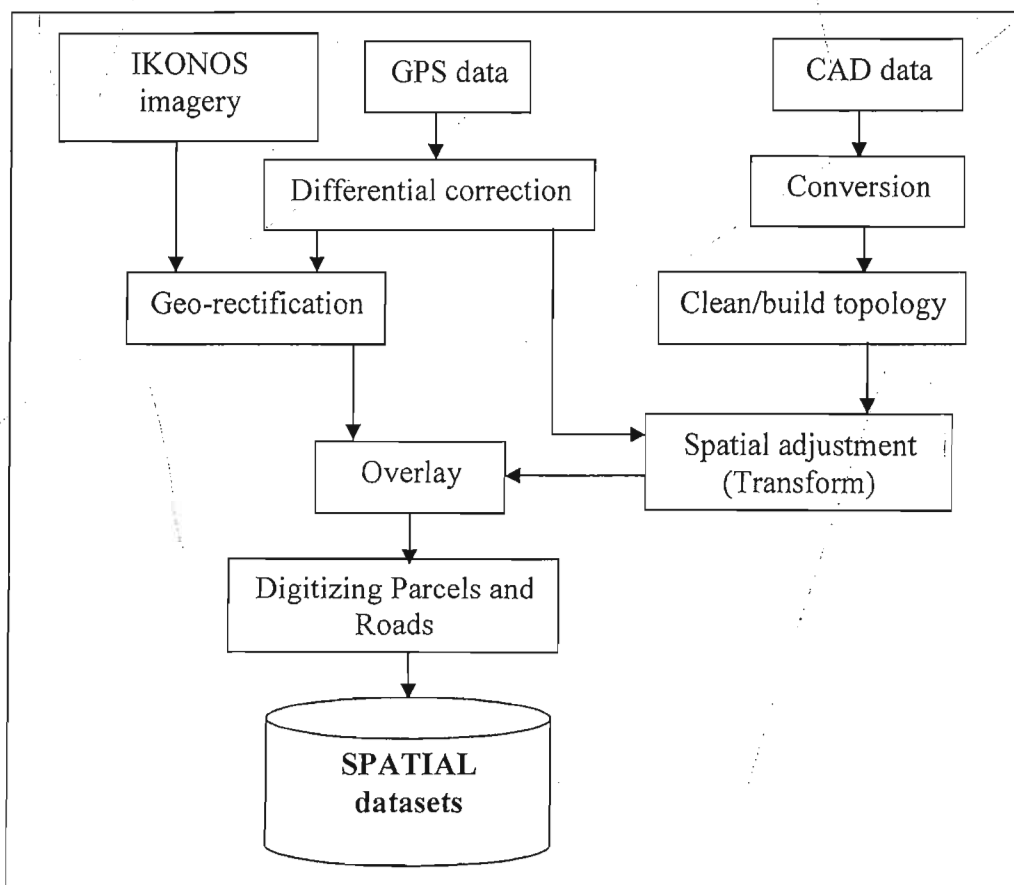 IKONOS
imagery
GPS data
CAD data
Differential correction
Conversion
Geo-rectification
Clean/build topology
Overlay
Spatial adjustment
(Transform)
Digitizing Parcels and
Roads
SPATIAL
datasets